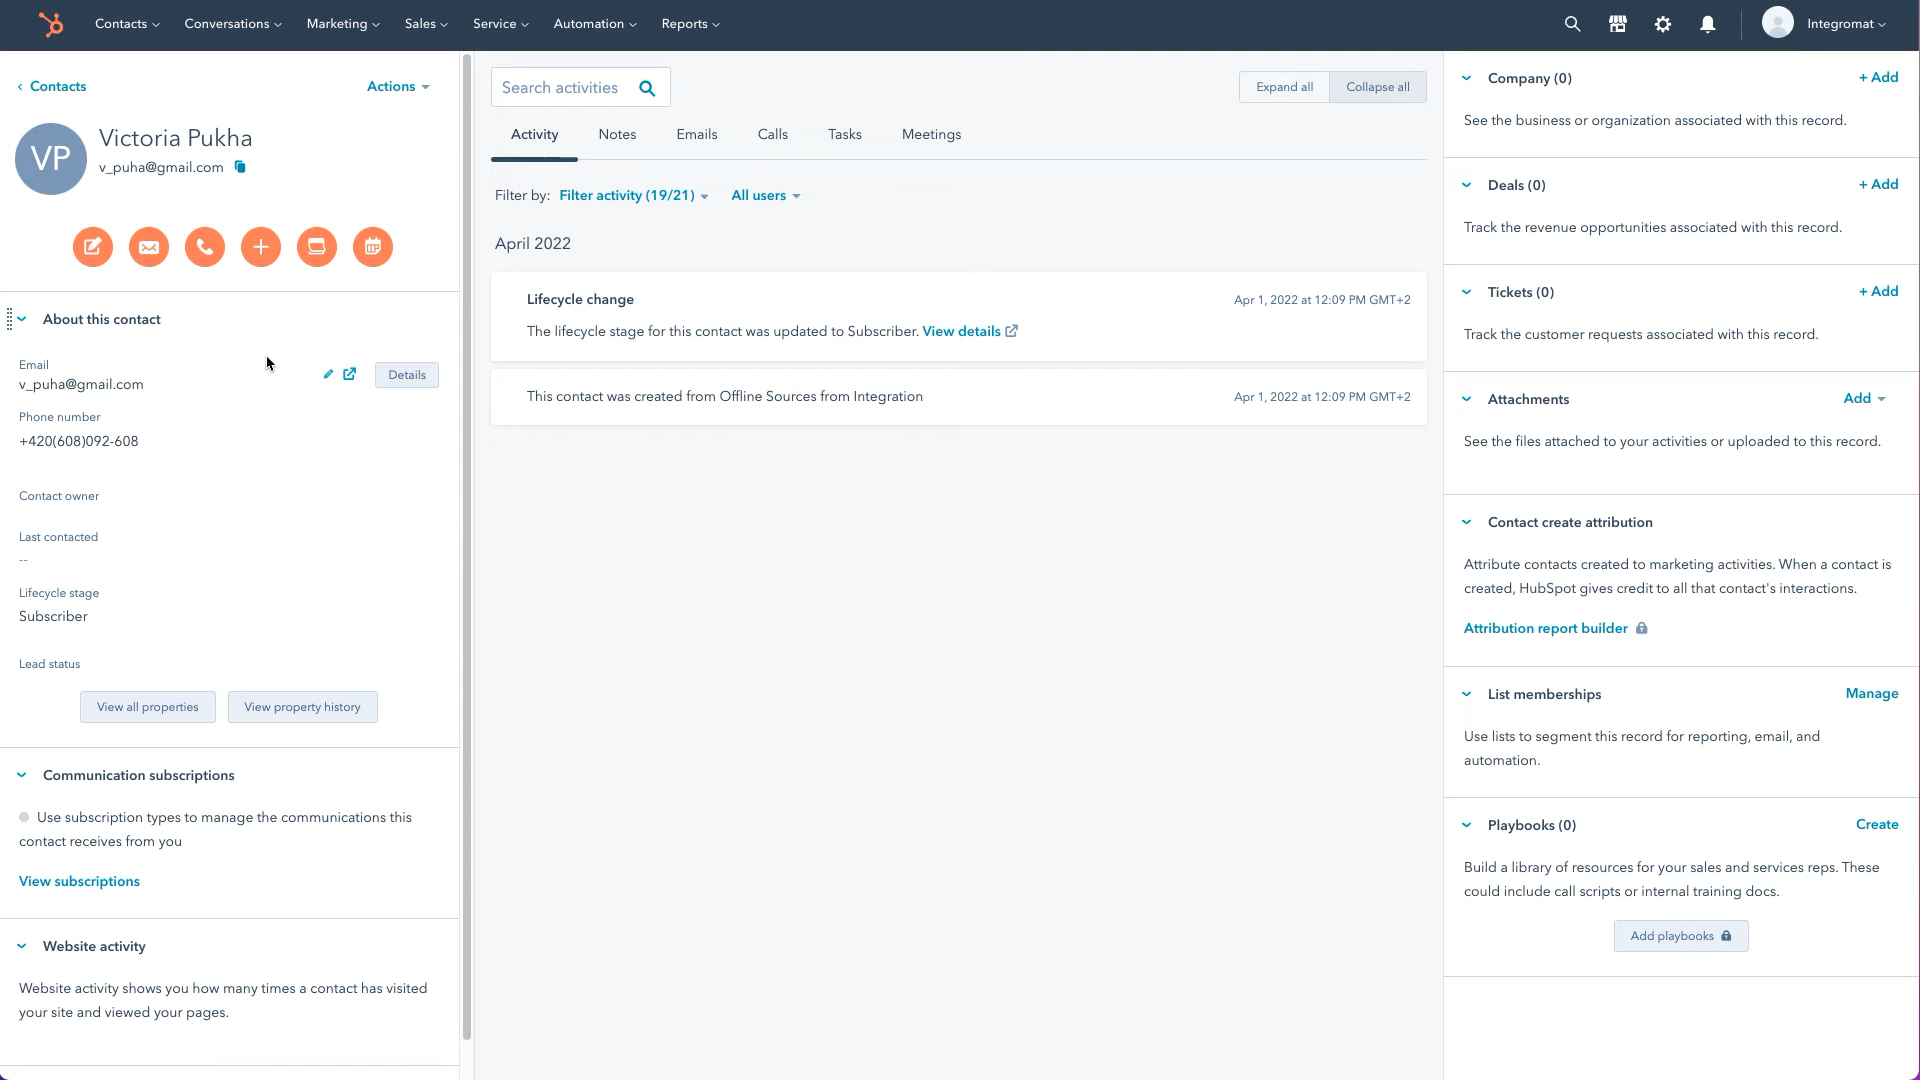 Contacts Conversations Marketing Sales Service Automation Reports Integromat
Contacts Actions
VP
Victoria Pukha
v_puha@gmail.com
About this contact
Email
v_puha@gmail.com
Details
Phone number
+420(608)092-608
Contact owner
Last contacted
--
Lifecycle stage
Subscriber
Lead status
View all properties View property history
Communication subscriptions
Use subscription types to manage the communications this
contact receives from you
View subscriptions
Website activity
Website activity shows you how many times a contact has visited
your site and viewed your pages.
Search activities
Expand all Collapse all
Activity Notes Emails Calls Tasks Meetings
Filter by: Filter activity (19/21) All users
April 2022
Lifecycle change Apr 1, 2022 at 12:09 PM GMT+2
The lifecycle stage for this contact was updated to Subscriber. View details
This contact was created from Offline Sources from Integration Apr 1, 2022 at 12:09 PM GMT+2
Company (0) + Add
See the business or organization associated with this record.
Deals (0) + Add
Track the revenue opportunities associated with this record.
Tickets (0) + Add
Track the customer requests associated with this record.
Attachments Add
See the files attached to your activities or uploaded to this record.
Contact create attribution
Attribute contacts created to marketing activities. When a contact is
created, HubSpot gives credit to all that contact's interactions.
Attribution report builder
List memberships Manage
Use lists to segment this record for reporting, email, and
automation.
Playbooks (0) Create
Build a library of resources for your sales and services reps. These
could include call scripts or internal training docs.
Add playbooks